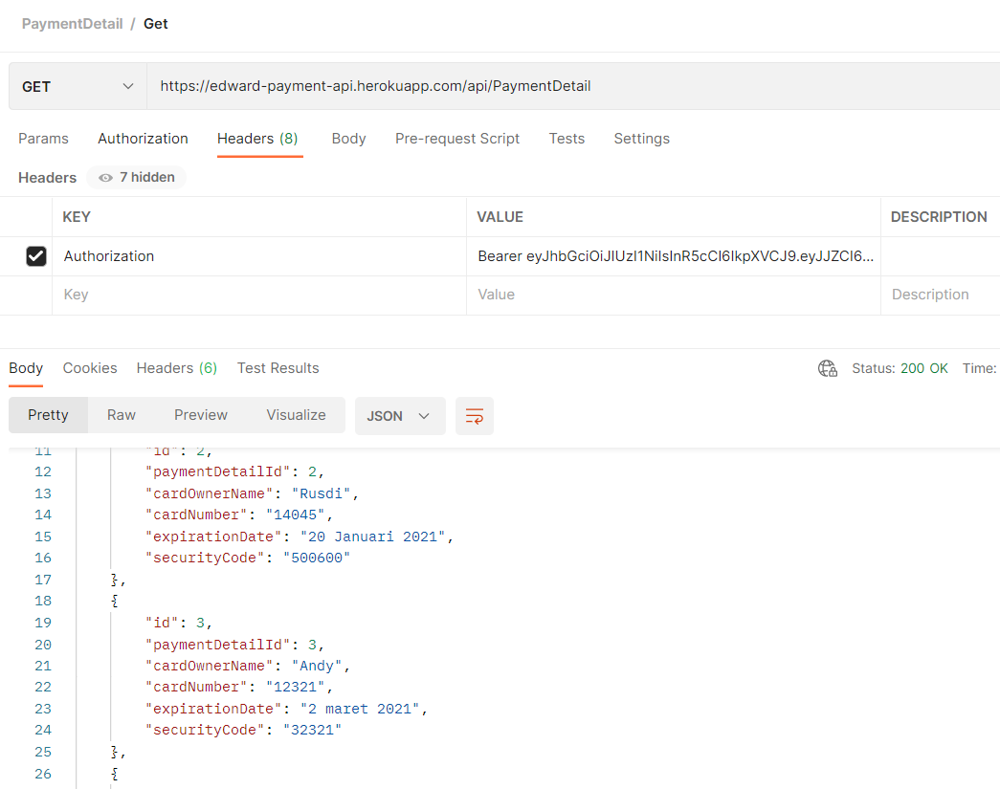 PaymentDetail / Get
GET https://edward-payment-api.herokuapp.com/api/PaymentDetail
Params Authorization Headers (8) Body Pre-request Script Tests Settings
Headers 7 hidden
KEY VALUE DESCRIPTION
Authorization Bearer eyJhbGciOiJIUzI1NiIsInR5cCI6IkpXVCJ9.eyJJZCI6...
Key Value Description
Body Cookies Headers (6) Test Results Status: 200 OK Time:
Pretty Raw Preview Visualize JSON
11 "id": 2,
12 "paymentDetailId": 2,
13 "cardOwnerName": "Rusdi",
14 "cardNumber": "14045",
15 "expirationDate": "20 Januari 2021",
16 "securityCode": "500600"
17 },
18 {
19 "id": 3,
20 "paymentDetailId": 3,
21 "cardOwnerName": "Andy",
22 "cardNumber": "12321",
23 "expirationDate": "2 maret 2021",
24 "securityCode": "32321"
25 },
26 {